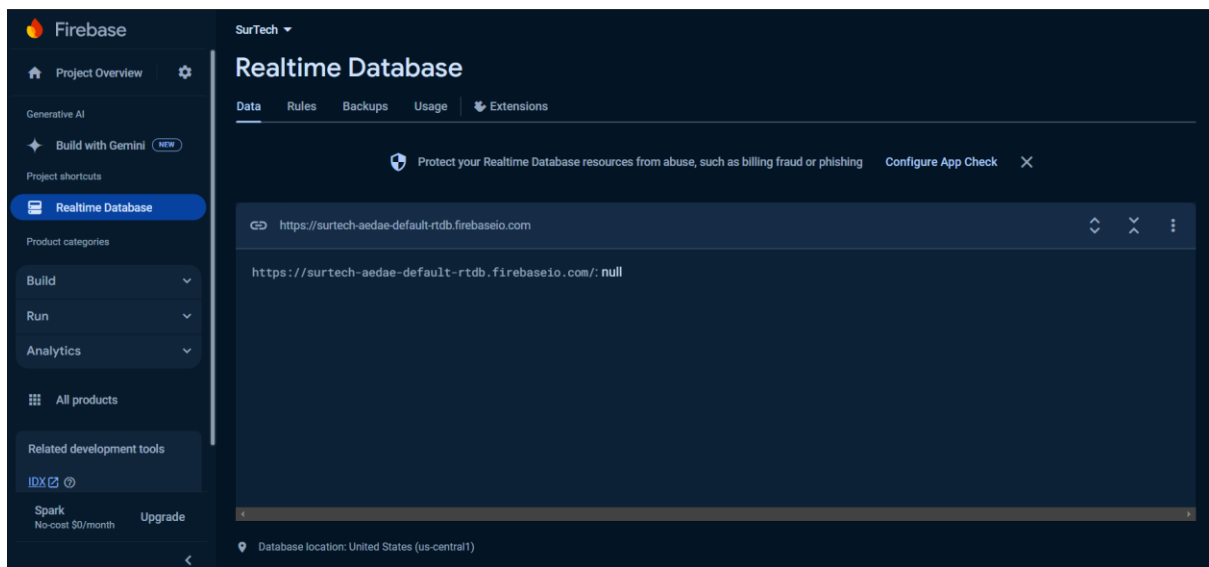 Firebase
Project Overview
Generative AI
Build with Gemini NEW
Project shortcuts
Realtime Database
Product categories
Build
Run
Analytics
All products
Related development tools
IDX
Spark
No-cost $0/month
Upgrade
SurTech
Realtime Database
Data Rules Backups Usage Extensions
Protect your Realtime Database resources from abuse, such as billing fraud or phishing Configure App Check
https://surtech-aedae-default-rtdb.firebaseio.com
https://surtech-aedae-default-rtdb.firebaseio.com/: null
Database location: United States (us-central1)